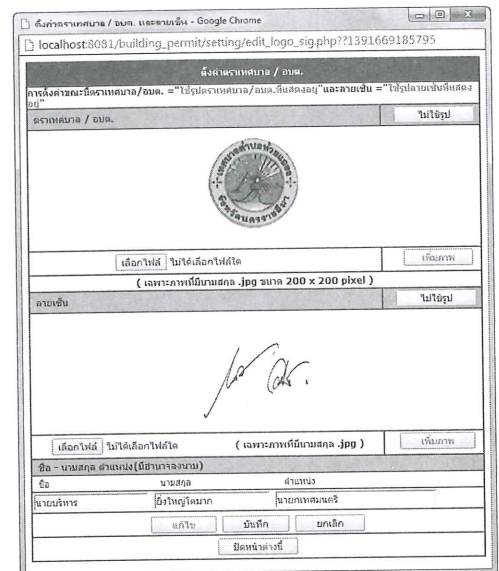 ตั้งค่าตราเทศบาล / อบต. และลายเซ็น - Google Chrome
localhost:8081/building_permit/setting/edit_logo_sig.php??1391669185795
ตั้งค่าตราเทศบาล / อบต.
การตั้งค่าขณะนี้ตราเทศบาล/อบต. ="ใช้รูปตราเทศบาล/อบต.ที่แสดงอยู่"และลายเซ็น ="ใช้รูปลายเซ็นที่แสดง
อยู่"
ตราเทศบาล / อบต.
ไม่ใช้รูป
จังหวัดนครราชสีมา
เลือกไฟล์ ไม่ได้เลือกไฟล์ใด
เพิ่มภาพ
( เฉพาะภาพที่มีนามสกุล .jpg ขนาด 200 x 200 pixel )
ลายเซ็น
ไม่ใช้รูป
เลือกไฟล์ ไม่ได้เลือกไฟล์ใด ( เฉพาะภาพที่มีนามสกุล .jpg )
เพิ่มภาพ
ชื่อ - นามสกุล ตำแหน่ง(มีอำนาจลงนาม)
ชื่อ นามสกุล ตำแหน่ง
นายบริหาร ยิ่งใหญ่โตมาก นายกเทศมนตรี
แก้ไข บันทึก ยกเลิก
ปิดหน้าต่างนี้